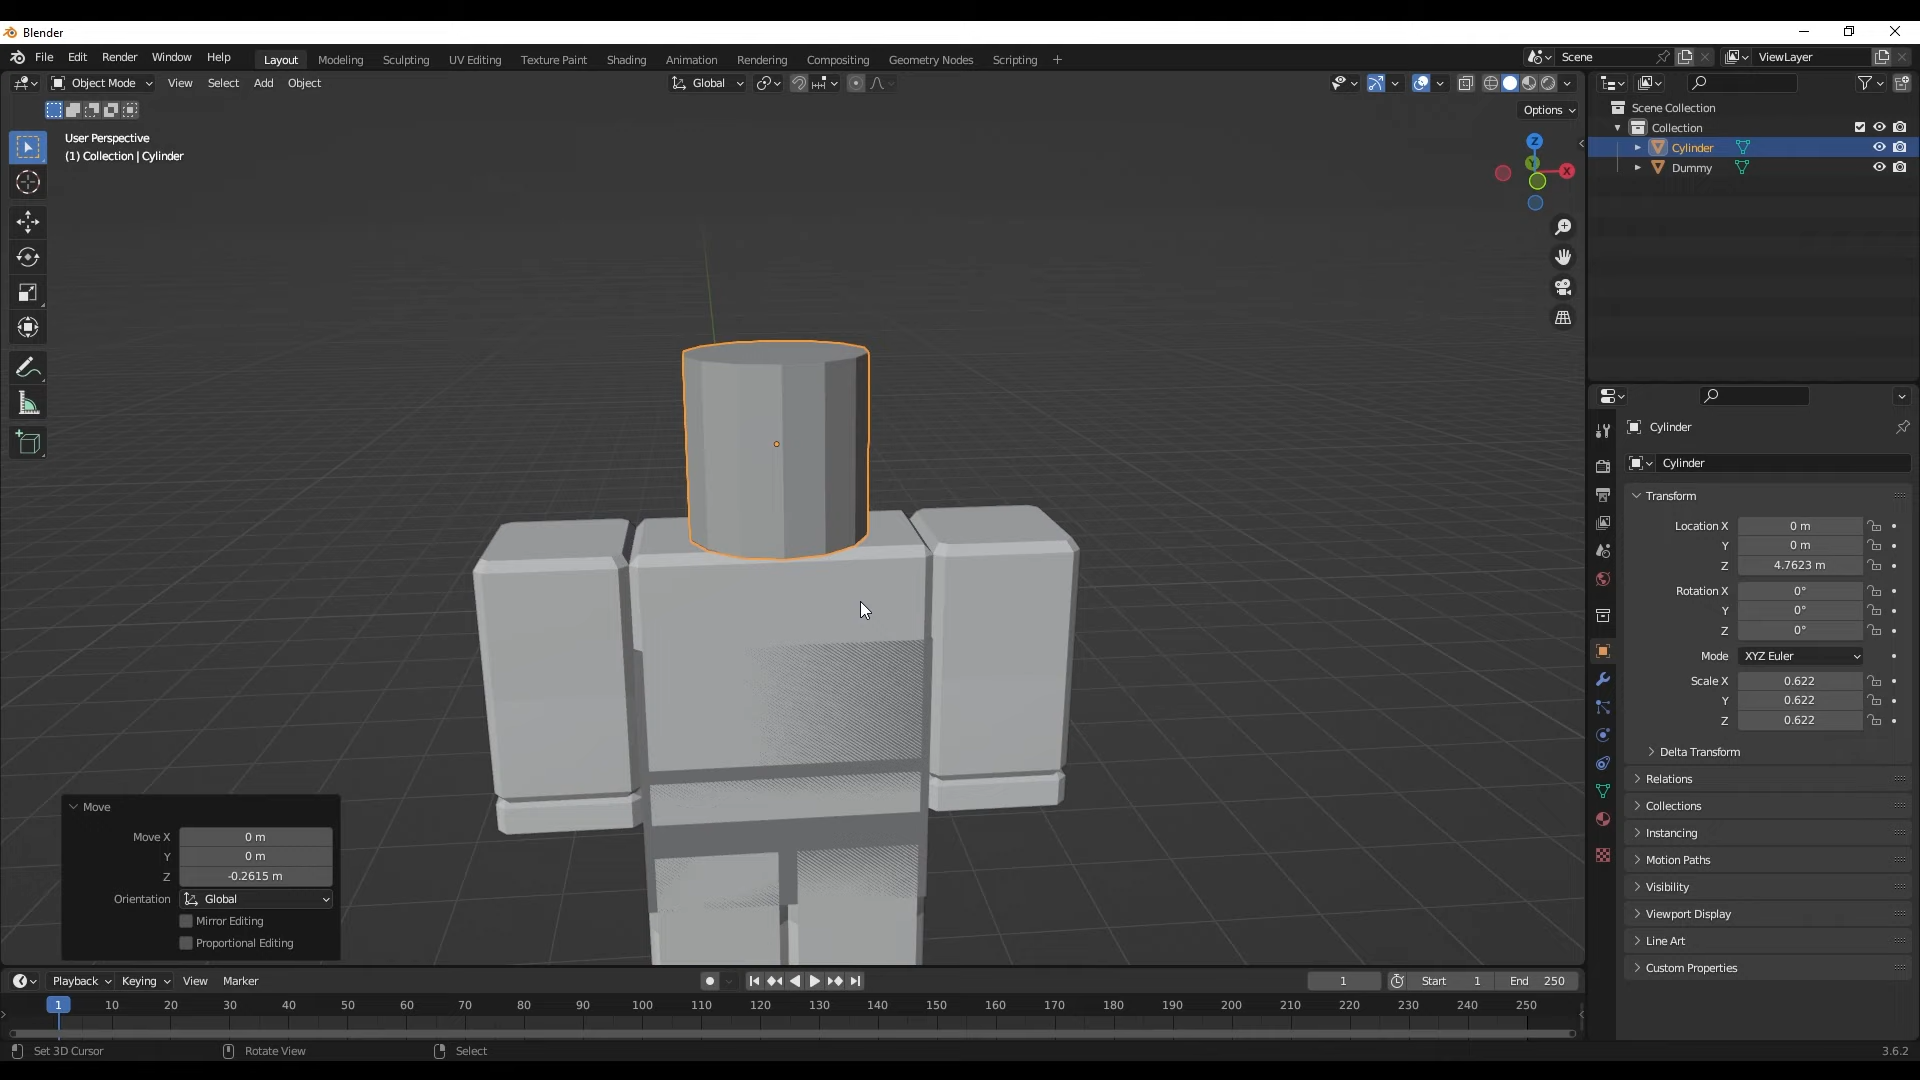 Blender
File Edit Render Window Help Layout Modeling Sculpting UV Editing Texture Paint Shading Animation Rendering Compositing Geometry Nodes Scripting + Scene ViewLayer
Object Mode View Select Add Object Global
Options
User Perspective
(1) Collection | Cylinder
Z
Y
X
Scene Collection
Collection
Cylinder
Dummy
Cylinder
Cylinder
Transform
Location X 0 m
Y 0 m
Z 4.7623 m
Rotation X 0°
Y 0°
Z 0°
Mode XYZ Euler
Scale X 0.622
Y 0.622
Z 0.622
Delta Transform
Relations
Collections
Instancing
Motion Paths
Visibility
Viewport Display
Line Art
Custom Properties
Move
Move X 0 m
Y 0 m
Z -0.2615 m
Orientation Global
Mirror Editing
Proportional Editing
Playback Keying View Marker 1 Start 1 End 250
1 10 20 30 40 50 60 70 80 90 100 110 120 130 140 150 160 170 180 190 200 210 220 230 240 250
Set 3D Cursor Rotate View Select 3.6.2